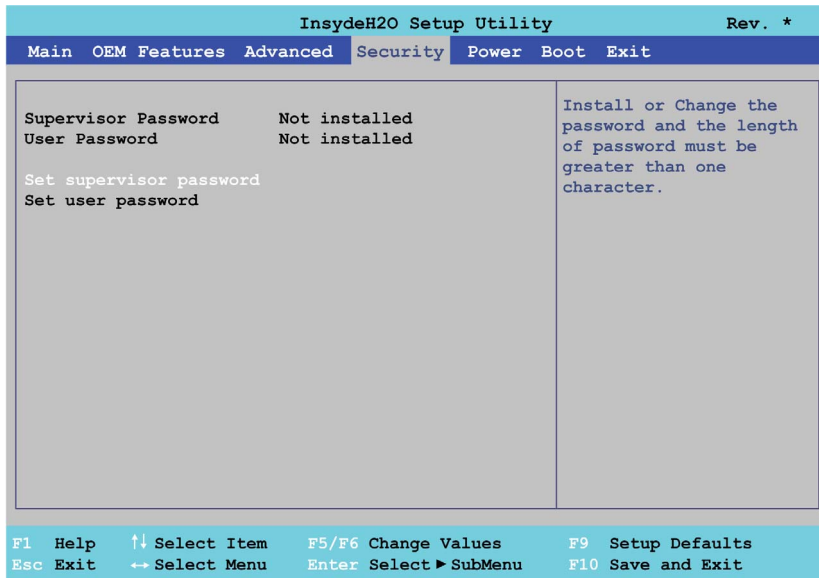 InsydeH2O Setup Utility Rev. *
Main OEM Features Advanced Security Power Boot Exit
Supervisor Password Not installed
User Password Not installed
Set supervisor password
Set user password
Install or Change the
password and the length
of password must be
greater than one
character.
F1 Help ↑↓ Select Item F5/F6 Change Values F9 Setup Defaults
Esc Exit ↔ Select Menu Enter Select ► SubMenu F10 Save and Exit